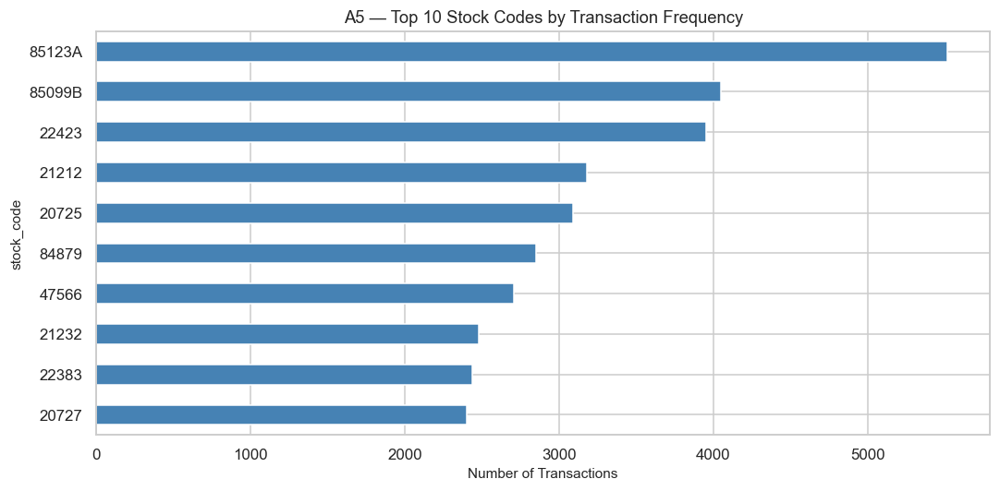 A5 — Top 10 Stock Codes by Transaction Frequency
85123A
85099B
22423
21212
20725
84879
47566
21232
22383
20727
stock_code
0 1000 2000 3000 4000 5000
Number of Transactions